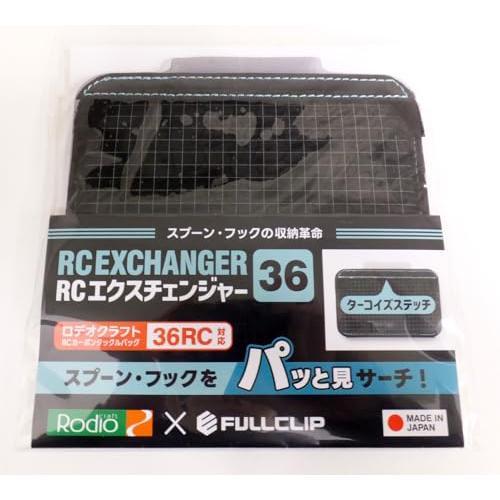 スプーン・フックの収納革命
RC EXCHANGER
RCエクスチェンジャー
36
ターコイズステッチ
ロデオクラフト
RCカーボンタックルバッグ
36RC
対応
スプーン・フックを パッと見サーチ!
Rodio craft
×
FULLCLIP
MADE IN
JAPAN